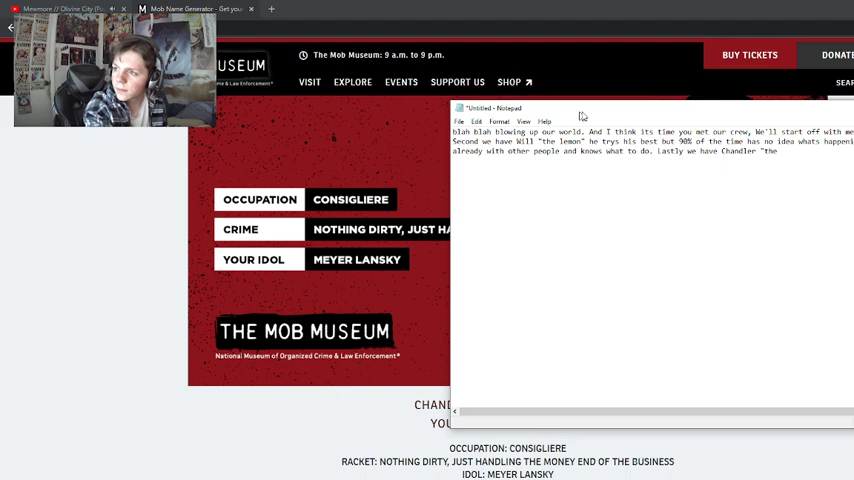 Mewmore // Olivine City (Po
Mob Name Generator - Get your
USEUM
The Mob Museum: 9 a.m. to 9 p.m.
BUY TICKETS
DONATE
VISIT
EXPLORE
EVENTS
SUPPORT US
SHOP
SEAR
*Untitled - Notepad
File Edit Format View Help
blah blah blowing up our world. And I think its time you met our crew, We'll start off with me
Second we have Will "the lemon" he trys his best but 90% of the time has no idea whats happeni
already with other people and knows what to do. Lastly we have Chandler "the
OCCUPATION CONSIGLIERE
CRIME NOTHING DIRTY, JUST HA
YOUR IDOL MEYER LANSKY
THE MOB MUSEUM
National Museum of Organized Crime & Law Enforcement
CHAND
YOU
OCCUPATION: CONSIGLIERE
RACKET: NOTHING DIRTY, JUST HANDLING THE MONEY END OF THE BUSINESS
IDOL: MEYER LANSKY